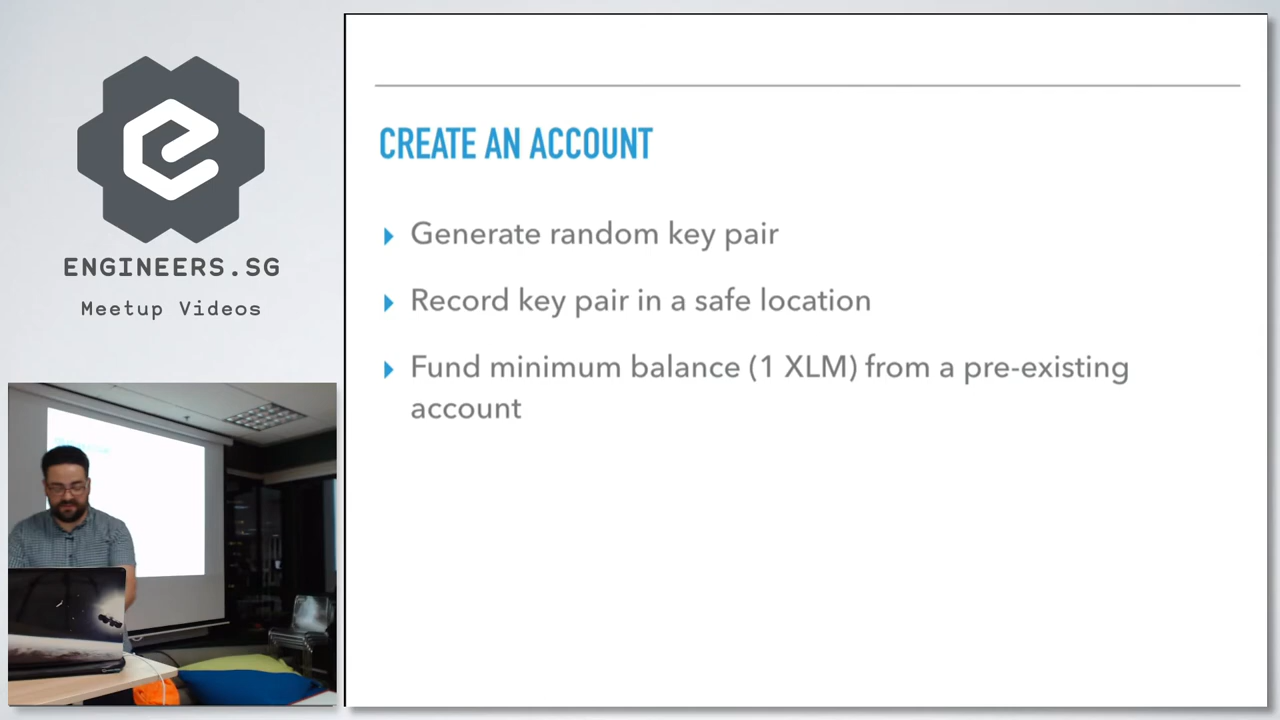 ENGINEERS.SG
Meetup Videos
CREATE AN ACCOUNT
Generate random key pair
Record key pair in a safe location
Fund minimum balance (1 XLM) from a pre-existing
account